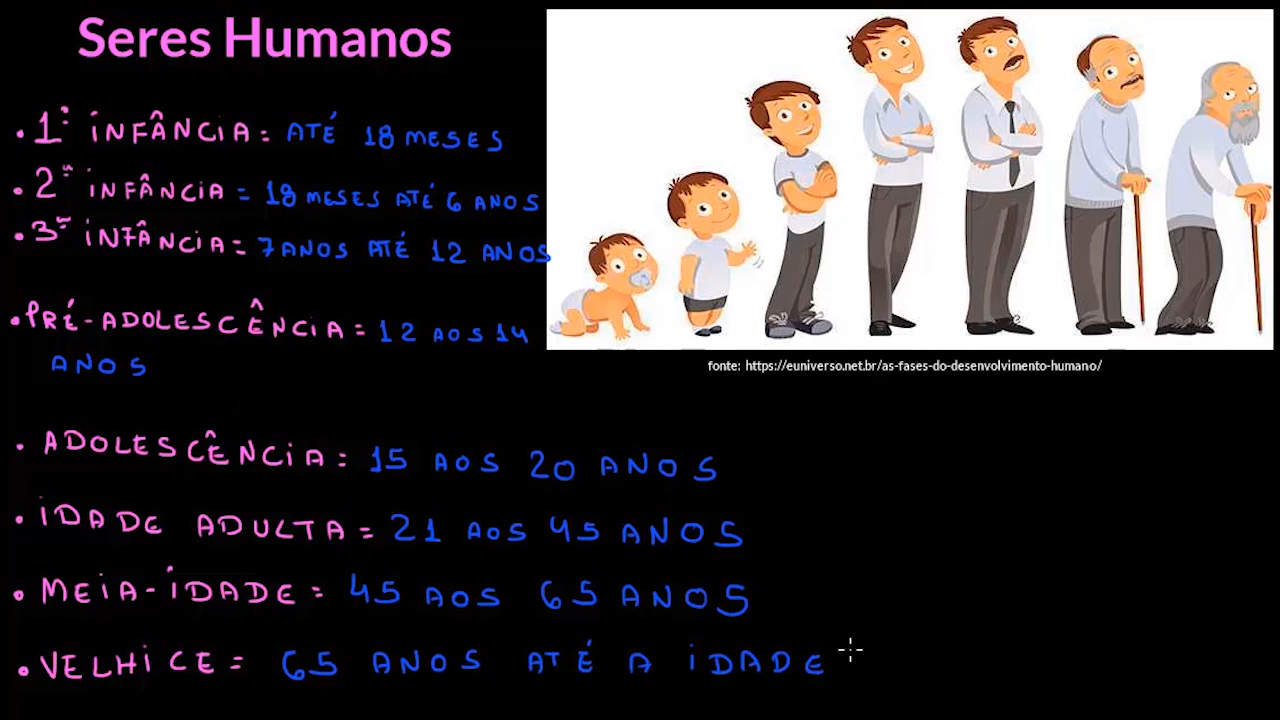 Seres Humanos
• 1ª INFÂNCIA = ATÉ 18 MESES
• 2ª INFÂNCIA = 18 MESES ATÉ 6 ANOS
• 3ª INFÂNCIA = 7 ANOS ATÉ 12 ANOS
• PRÉ-ADOLESCÊNCIA = 12 AOS 14
ANOS
fonte: https://euniverso.net.br/as-fases-do-desenvolvimento-humano/
• ADOLESCÊNCIA = 15 AOS 20 ANOS
• IDADE ADULTA = 21 AOS 45 ANOS
• MEIA-IDADE = 45 AOS 65 ANOS
• VELHICE = 65 ANOS ATÉ A IDADE